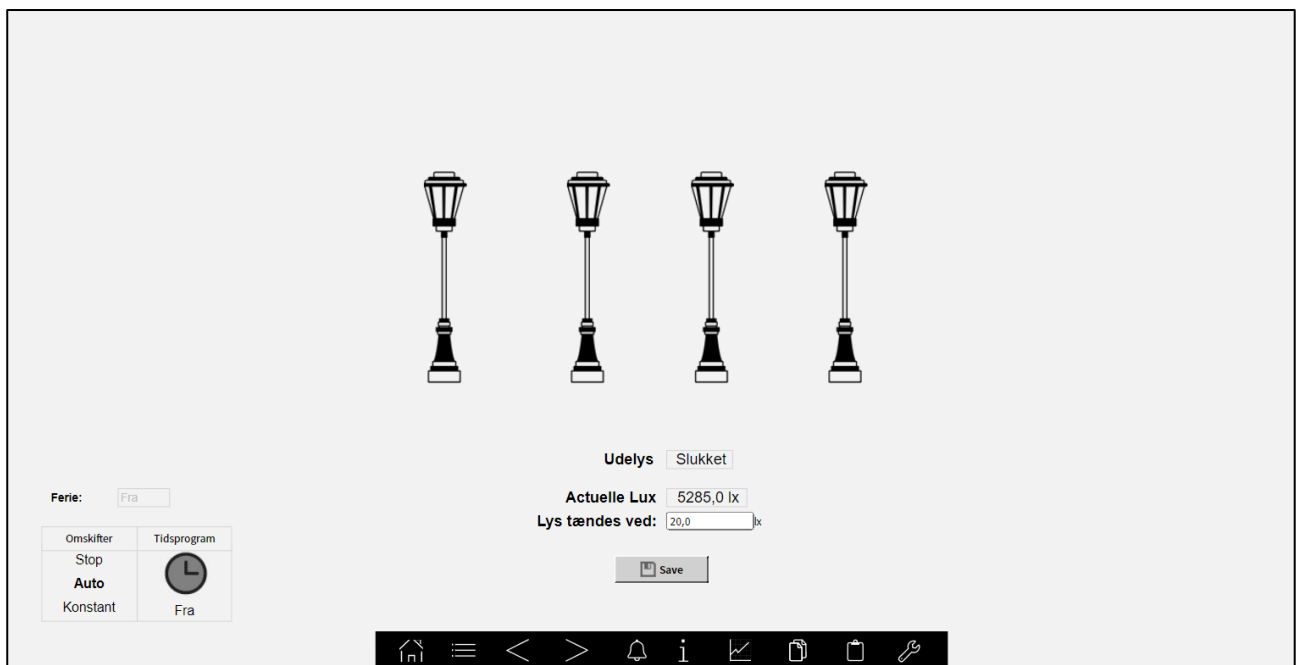 Udelys Slukket
Actuelle Lux 5285,0 lx
Lys tændes ved: 20,0 lx
Save
Ferie: Fra
Omskifter Tidsprogram
Stop
Auto
Konstant
Fra